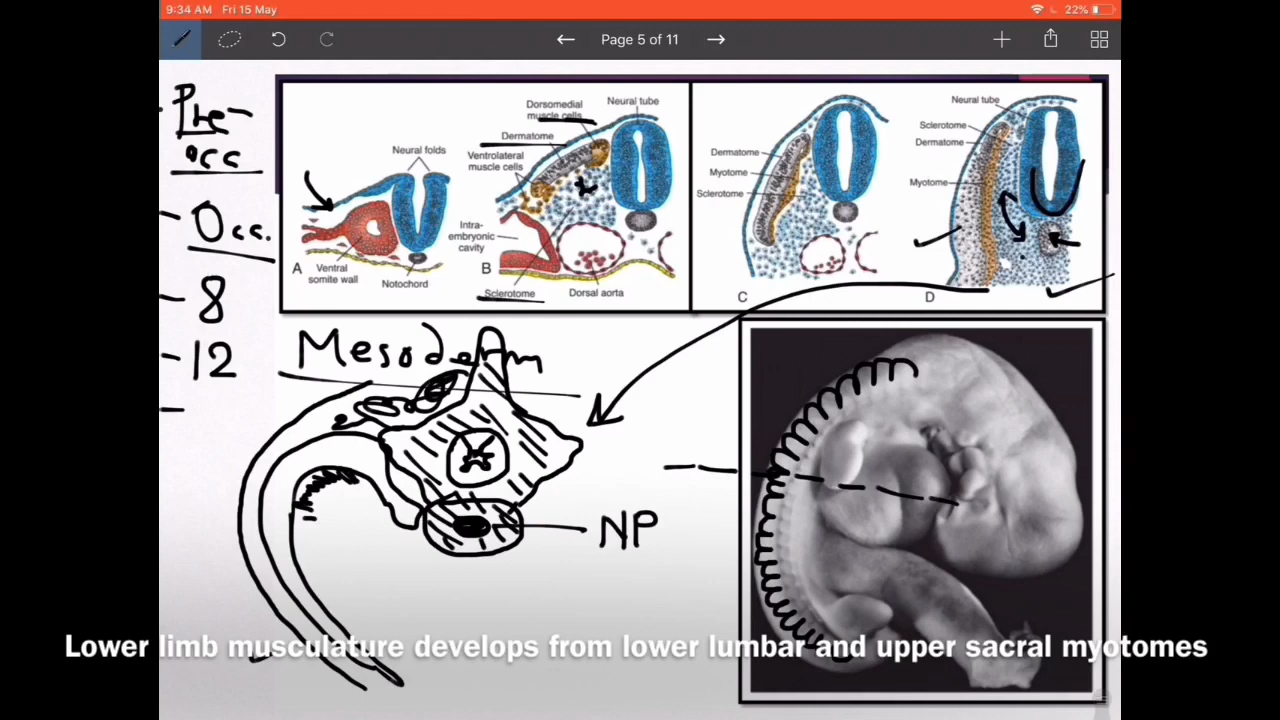 9:34 AM Fri 15 May
22%
Page 5 of 11
Pre-
occ
- Occ.
- 8
- 12
-
Neural folds
Ventral
somite wall
Notochord
A
Dorsomedial
muscle cells
Neural tube
Dermatome
Ventrolateral
muscle cells
Intra-
embryonic
cavity
B
Sclerotome
Dorsal aorta
Dermatome
Myotome
Sclerotome
C
Neural tube
Sclerotome
Dermatome
Myotome
D
Mesoderm
NP
Lower limb musculature develops from lower lumbar and upper sacral myotomes